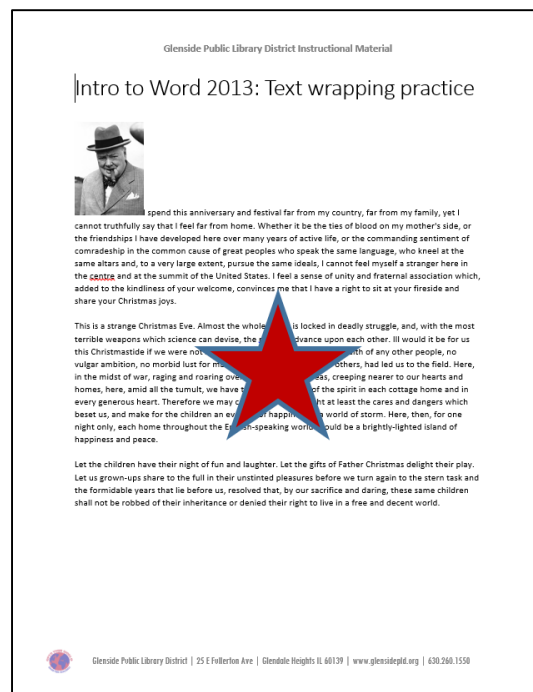 Glenside Public Library District Instructional Material
Intro to Word 2013: Text wrapping practice
spend this anniversary and festival far from my country, far from my family, yet I
cannot truthfully say that I feel far from home. Whether it be the ties of blood on my mother's side, or
the friendships I have developed here over many years of active life, or the commanding sentiment of
comradeship in the common cause of great peoples who speak the same language, who kneel at the
same altars and, to a very large extent, pursue the same ideals, I cannot feel myself a stranger here in
the centre and at the summit of the United States. I feel a sense of unity and fraternal association which,
added to the kindliness of your welcome, convinces me that I have a right to sit at your fireside and
share your Christmas joys.
This is a strange Christmas Eve. Almost the whole is locked in deadly struggle, and, with the most
terrible weapons which science can devise, the advance upon each other. Ill would it be for us
this Christmastide if we were not of any other people, no
vulgar ambition, no morbid lust for others, had led us to the field. Here,
in the midst of war, raging and roaring over creeping nearer to our hearts and
homes, here, amid all the tumult, we have of the spirit in each cottage home and in
every generous heart. Therefore we may at least the cares and dangers which
beset us, and make for the children an world of storm. Here, then, for one
night only, each home throughout the should be a brightly-lighted island of
happiness and peace.
Let the children have their night of fun and laughter. Let the gifts of Father Christmas delight their play.
Let us grown-ups share to the full in their unstinted pleasures before we turn again to the stern task and
the formidable years that lie before us, resolved that, by our sacrifice and daring, these same children
shall not be robbed of their inheritance or denied their right to live in a free and decent world.
Glenside Public Library District | 25 E Fullerton Ave | Glendale Heights IL 60139 | www.glensidepld.org | 630.260.1550